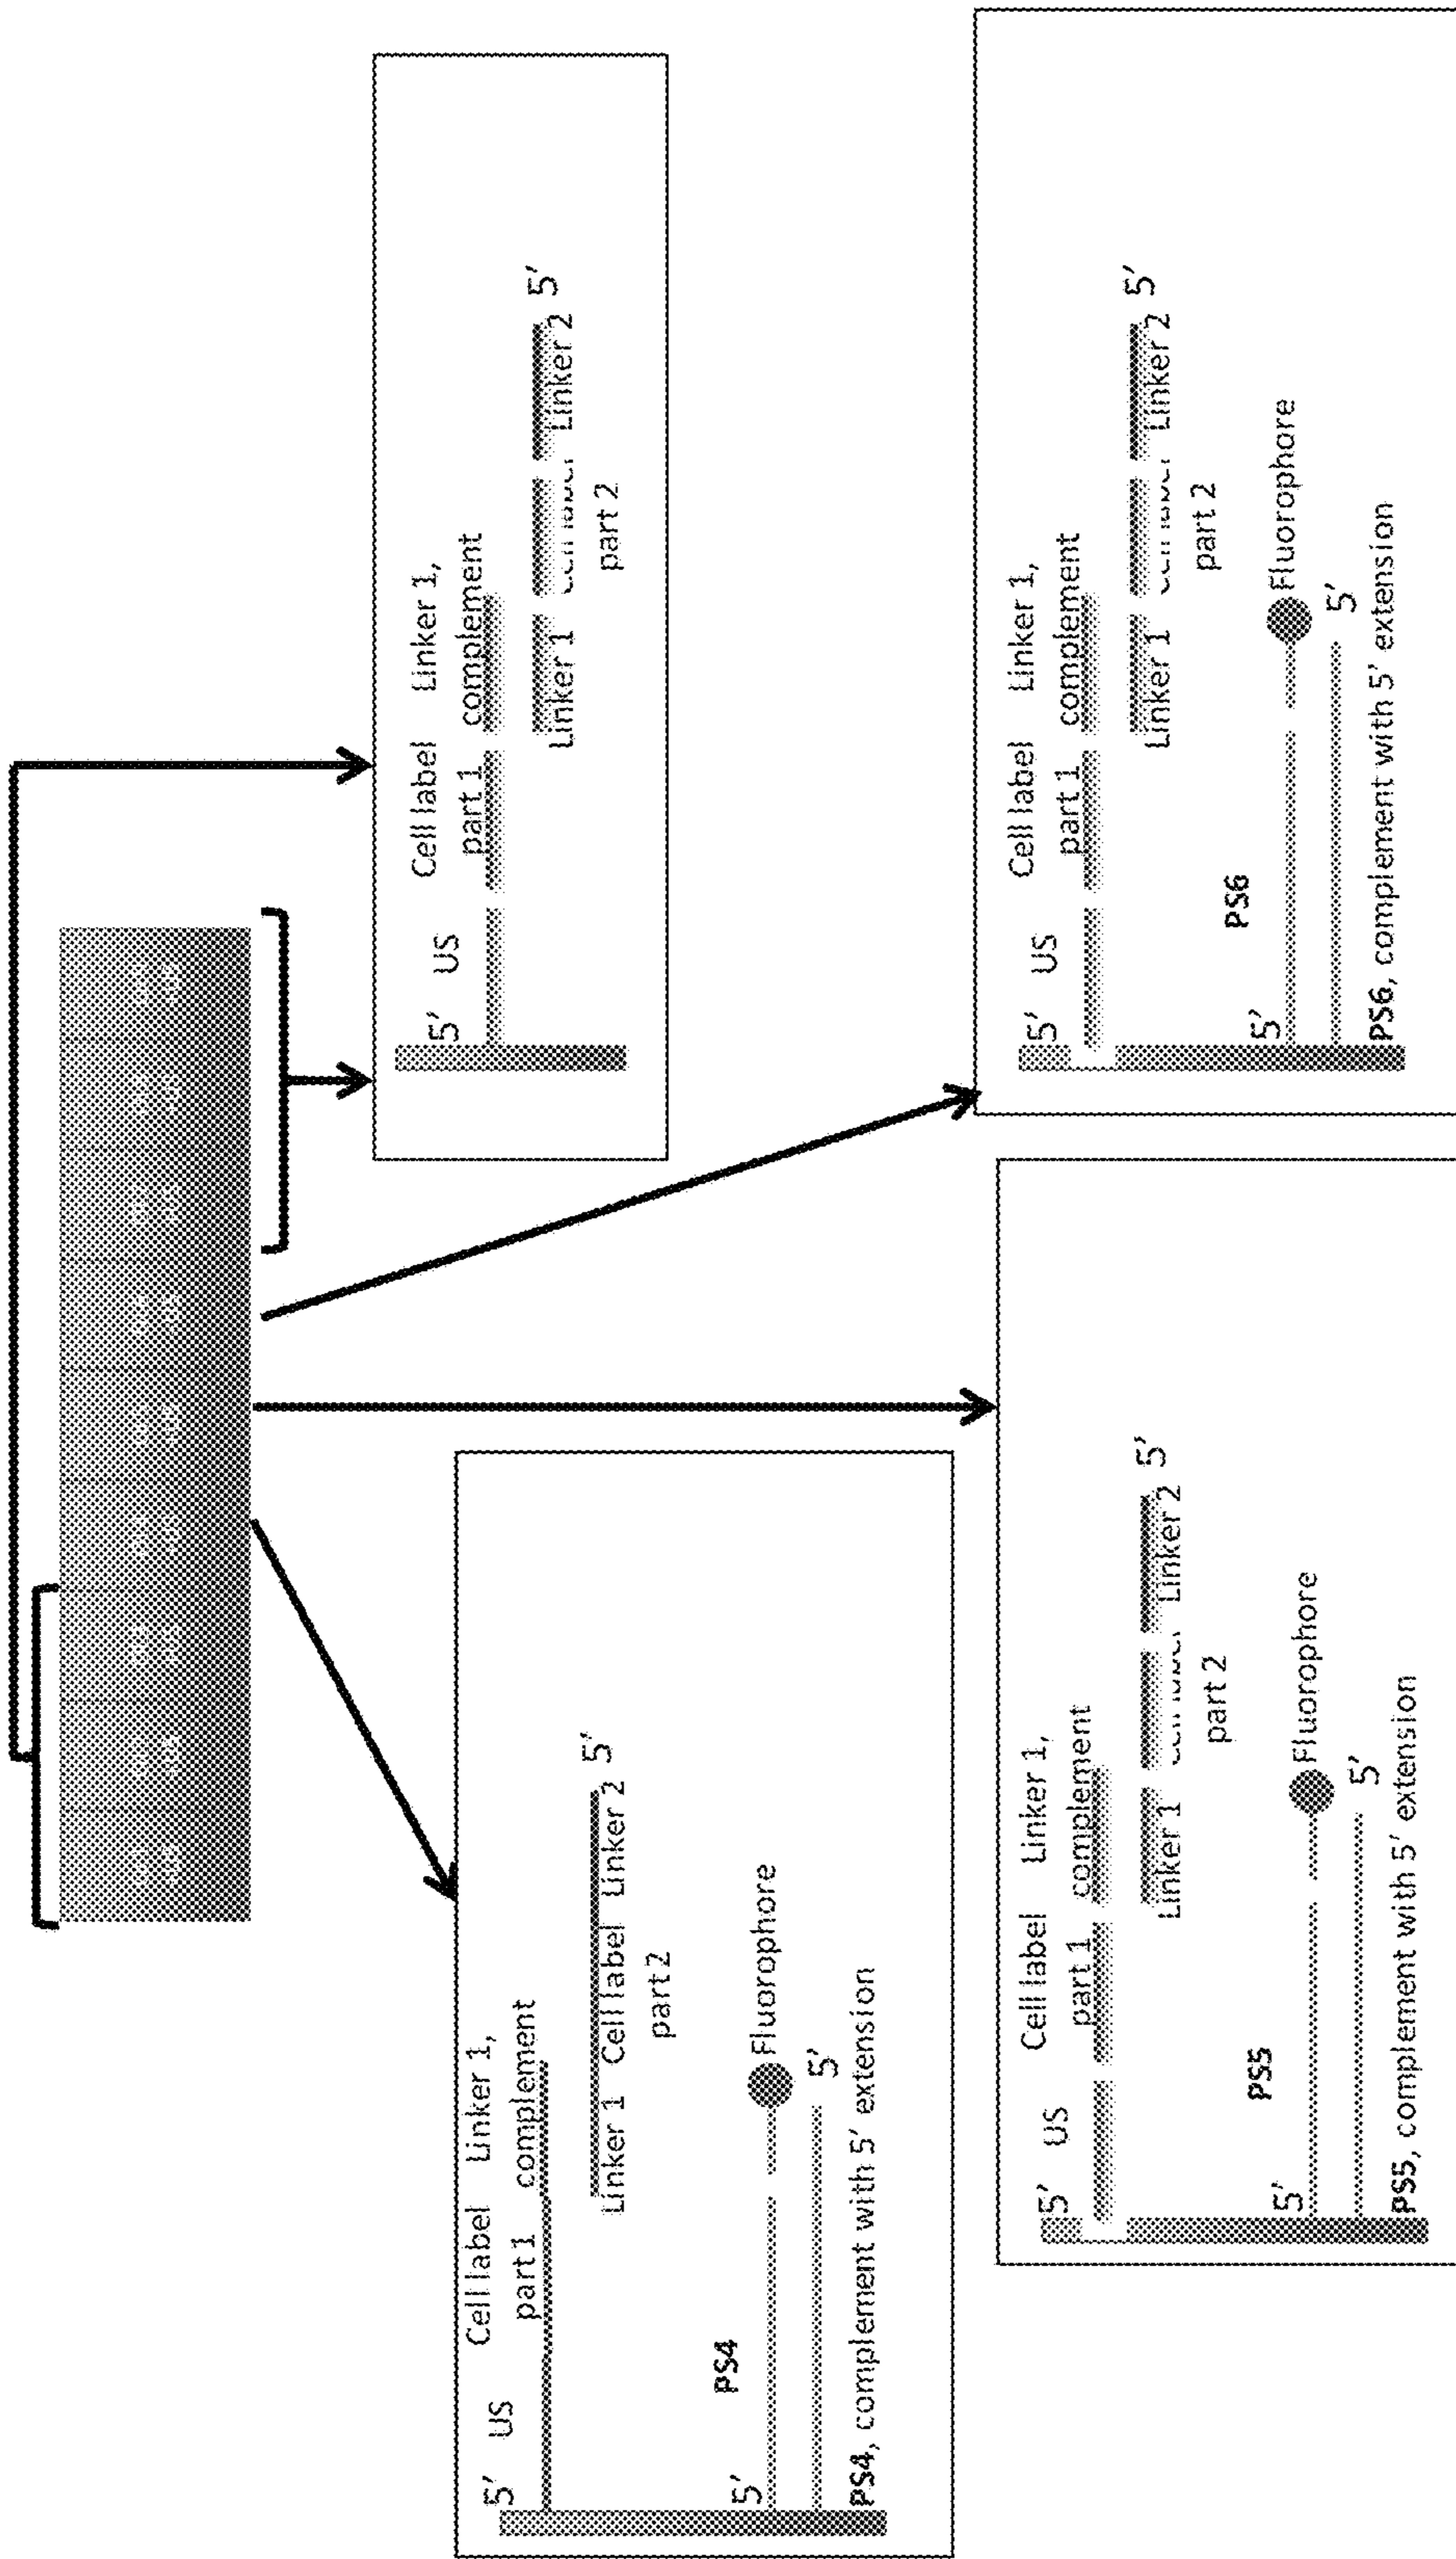 5′ US Cell label Linker 1,
part 1 complement
Linker 1 Linker 2 5′
part 2
5′ US Cell label Linker 1,
part 1 complement
Linker 1 Cell label Linker 2 5′
part 2
PS4
5′ Fluorophore
5′
PS4, complement with 5′ extension
5′ US Cell label Linker 1,
part 1 complement
Linker 1 Linker 2 5′
part 2
PS5
5′ Fluorophore
5′
PS5, complement with 5′ extension
5′ US Cell label Linker 1,
part 1 complement
Linker 1 Linker 2 5′
part 2
PS6
5′ Fluorophore
5′
PS6, complement with 5′ extension